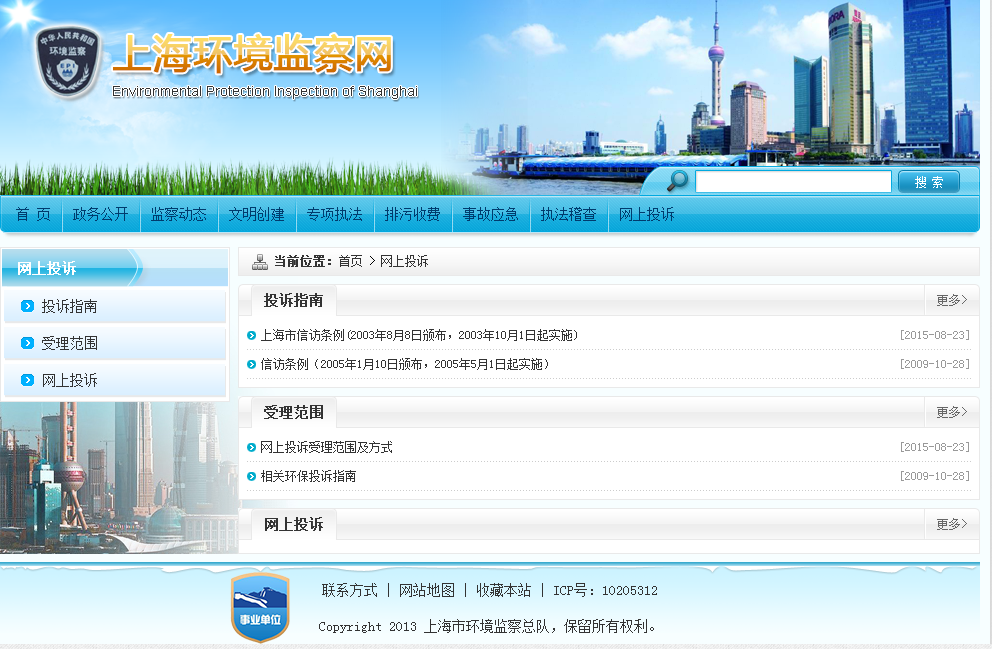 中华人民共和国
环境监察
EPI
上海环境监察网
Environmental Protection Inspection of Shanghai
搜 索
首 页 政务公开 监察动态 文明创建 专项执法 排污收费 事故应急 执法稽查 网上投诉
网上投诉
投诉指南
受理范围
网上投诉
当前位置：首页 > 网上投诉
投诉指南 更多>
上海市信访条例(2003年8月8日颁布，2003年10月1日起实施) [2015-08-23]
信访条例（2005年1月10日颁布，2005年5月1日起实施） [2009-10-28]
受理范围 更多>
网上投诉受理范围及方式 [2015-08-23]
相关环保投诉指南 [2009-10-28]
网上投诉 更多>
事业单位
联系方式 | 网站地图 | 收藏本站 | ICP号：10205312
Copyright 2013 上海市环境监察总队，保留所有权利。